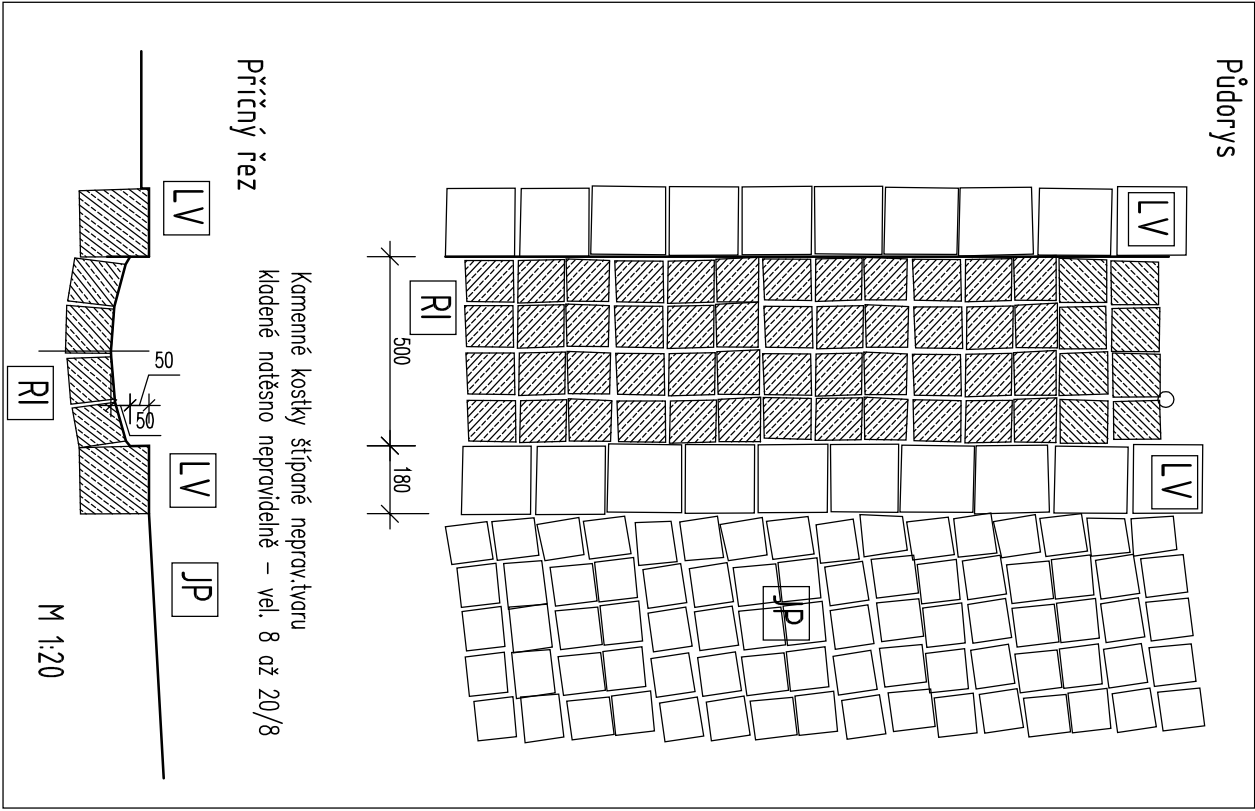 Půdorys
LV
LV
JP
RI
500
180
Kamenné kostky štípané neprav.tvaru
kladené natěsno nepravidelně - vel. 8 až 20/8
Příčný řez
LV
LV
JP
50
50
RI
M 1:20